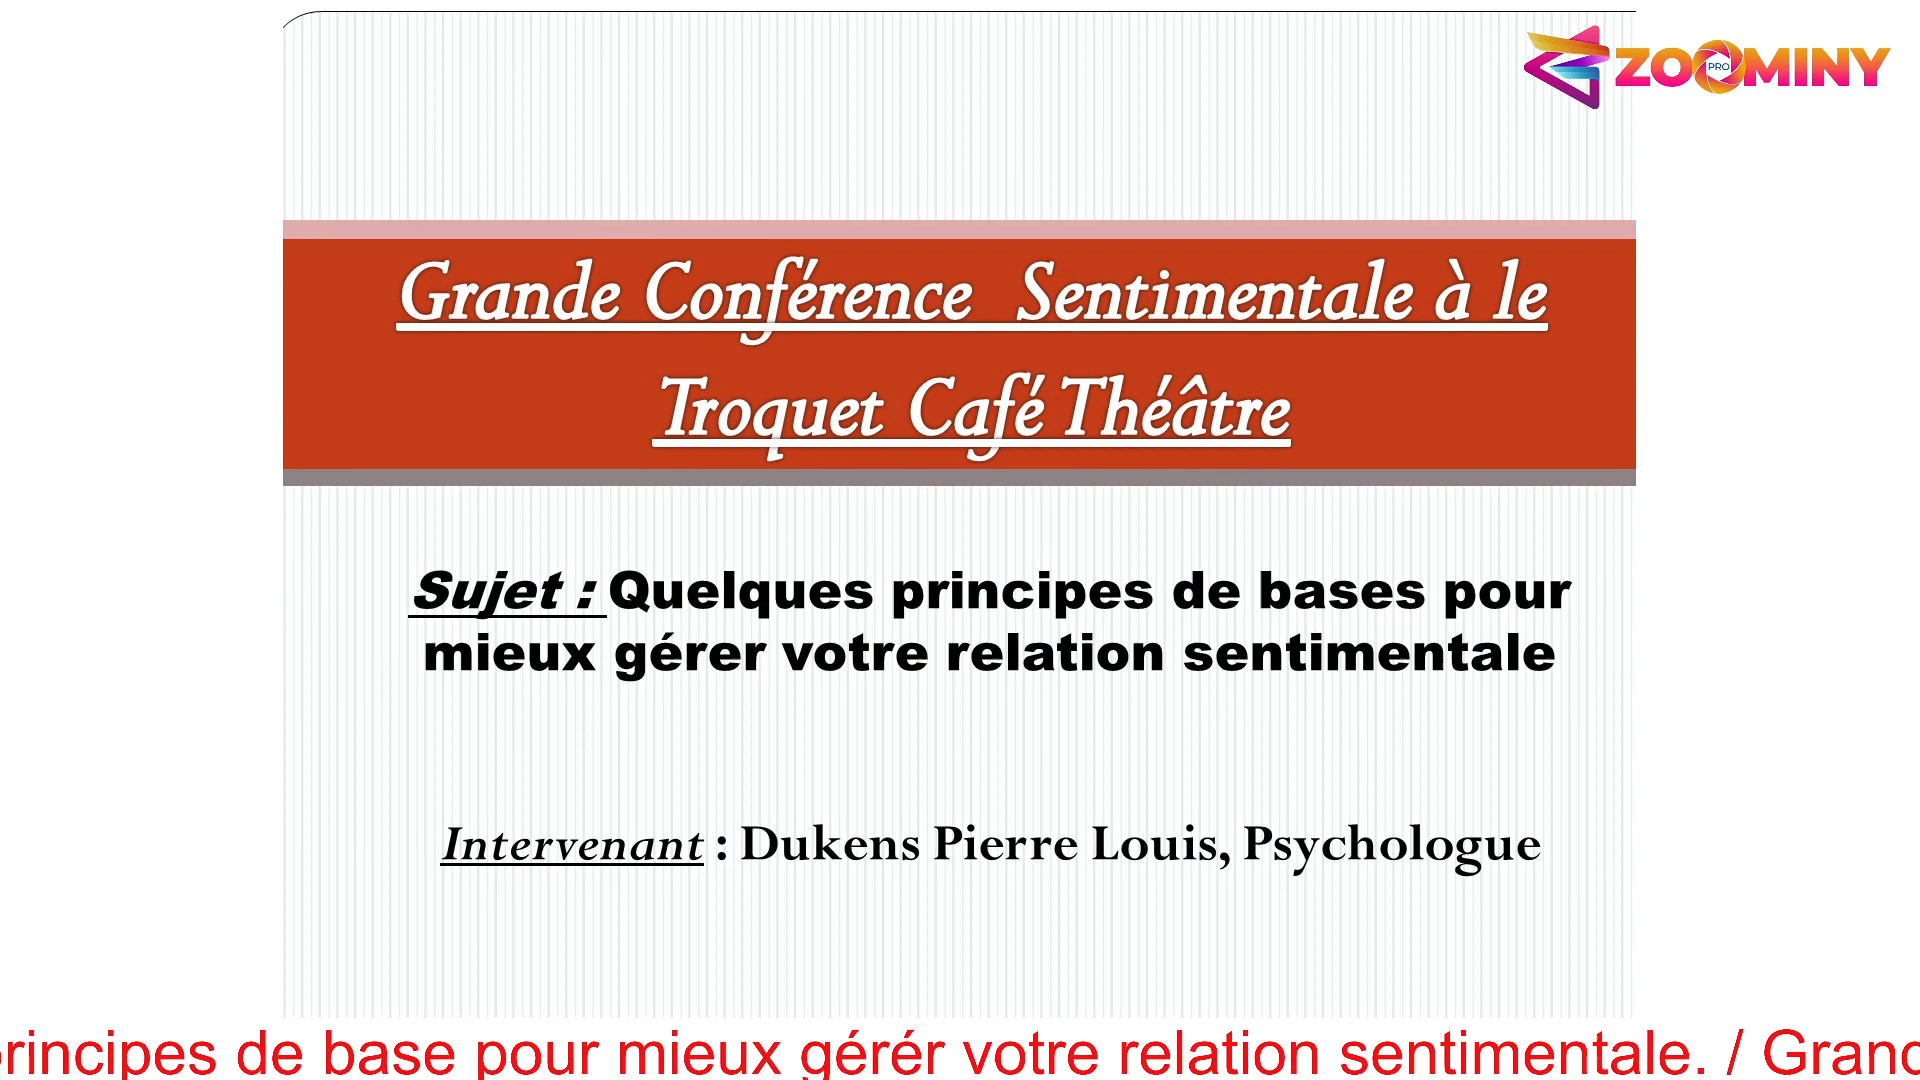 ZOOMINY
PRO
Grande Conférence Sentimentale à le
Troquet Café Théâtre
Sujet : Quelques principes de bases pour
mieux gérer votre relation sentimentale
Intervenant : Dukens Pierre Louis, Psychologue
rincipes de base pour mieux gérér votre relation sentimentale. / Grand